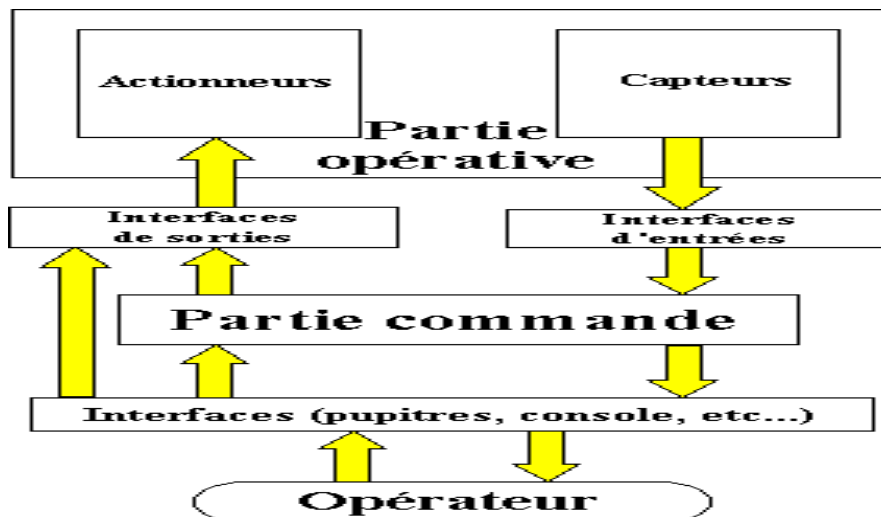 Actionneurs
Capteurs
Partie
opérative
Interfaces
de sorties
Interfaces
d'entrées
Partie commande
Interfaces (pupitres, console, etc...)
Opérateur